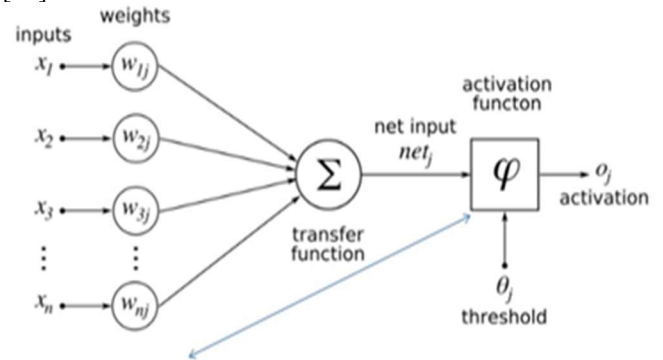 weights
inputs
x1
w1j
activation
functon
x2
w2j
net input
netj
Σ
φ
oj
activation
x3
w3j
transfer
function
θj
threshold
xn
wnj